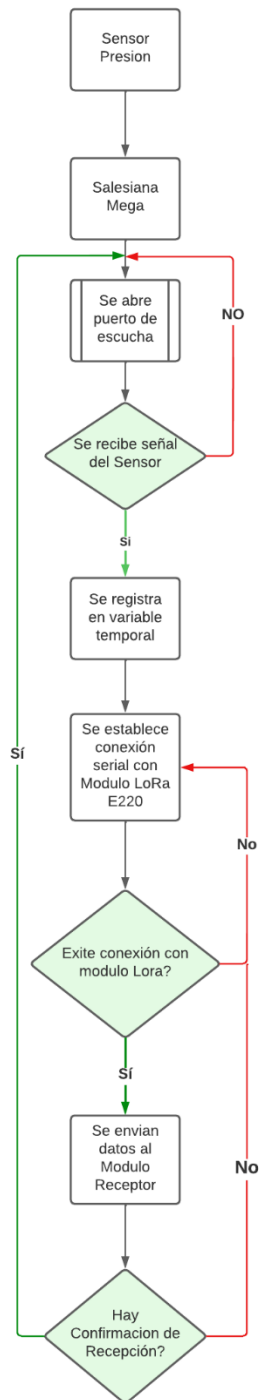 Sensor
Presion
Salesiana
Mega
Se abre
puerto de
escucha
NO
Se recibe señal
del Sensor
Si
Se registra
en variable
temporal
Se establece
conexión
serial con
Modulo LoRa
E220
Sí
No
Exite conexión con
modulo Lora?
Sí
Se envian
datos al
Modulo
Receptor
No
Hay
Confirmacion de
Recepción?